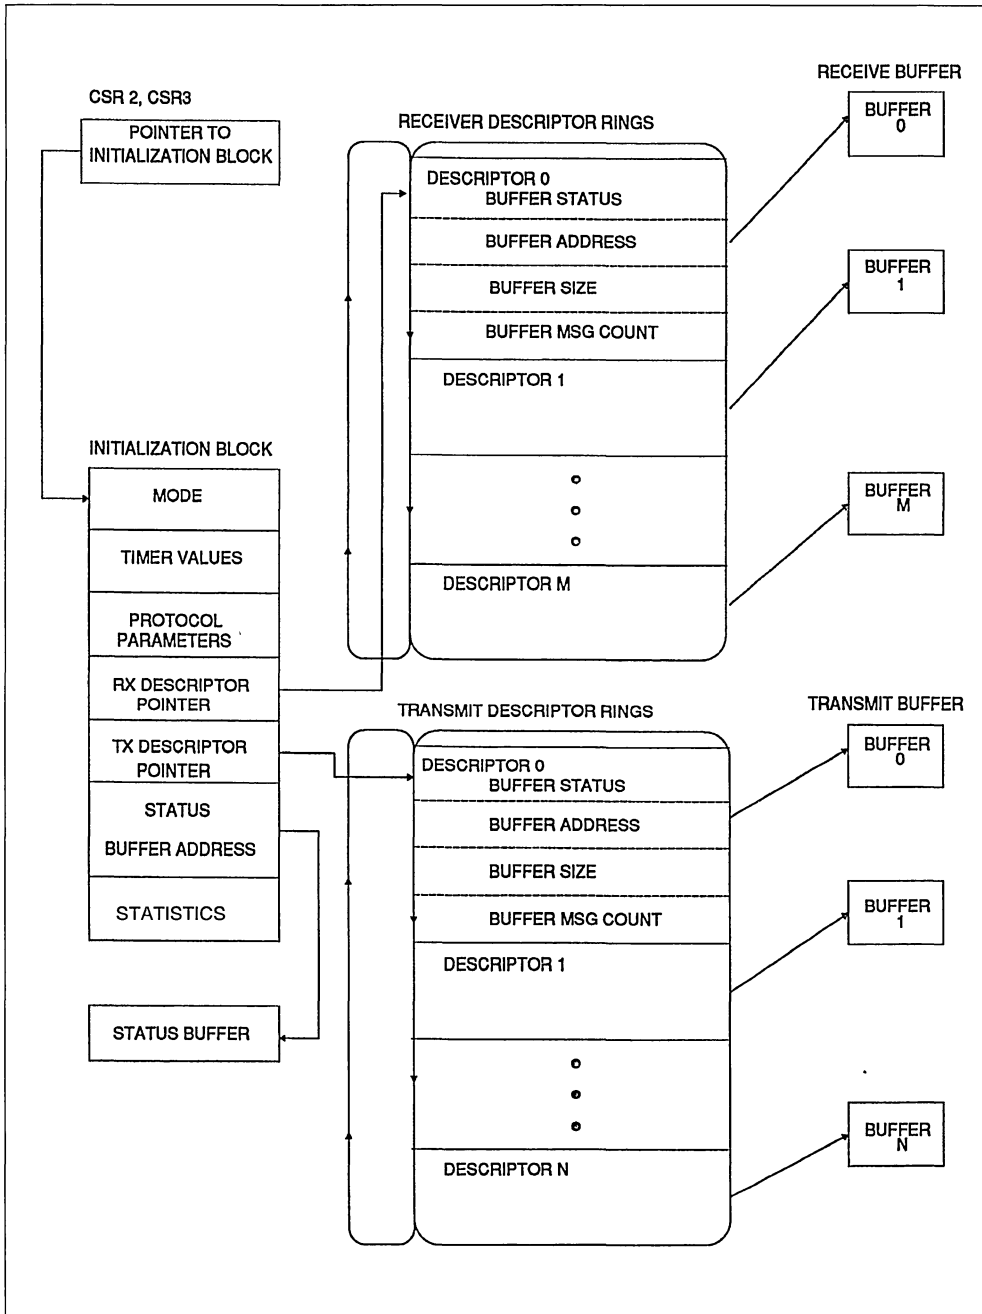 CSR 2, CSR3
POINTER TO
INITIALIZATION BLOCK
INITIALIZATION BLOCK
MODE
TIMER VALUES
PROTOCOL
PARAMETERS
RX DESCRIPTOR
POINTER
TX DESCRIPTOR
POINTER
STATUS
BUFFER ADDRESS
STATISTICS
STATUS BUFFER
RECEIVER DESCRIPTOR RINGS
DESCRIPTOR 0
BUFFER STATUS
BUFFER ADDRESS
BUFFER SIZE
BUFFER MSG COUNT
DESCRIPTOR 1
DESCRIPTOR M
RECEIVE BUFFER
BUFFER
0
BUFFER
1
BUFFER
M
TRANSMIT DESCRIPTOR RINGS
DESCRIPTOR 0
BUFFER STATUS
BUFFER ADDRESS
BUFFER SIZE
BUFFER MSG COUNT
DESCRIPTOR 1
DESCRIPTOR N
TRANSMIT BUFFER
BUFFER
0
BUFFER
1
BUFFER
N